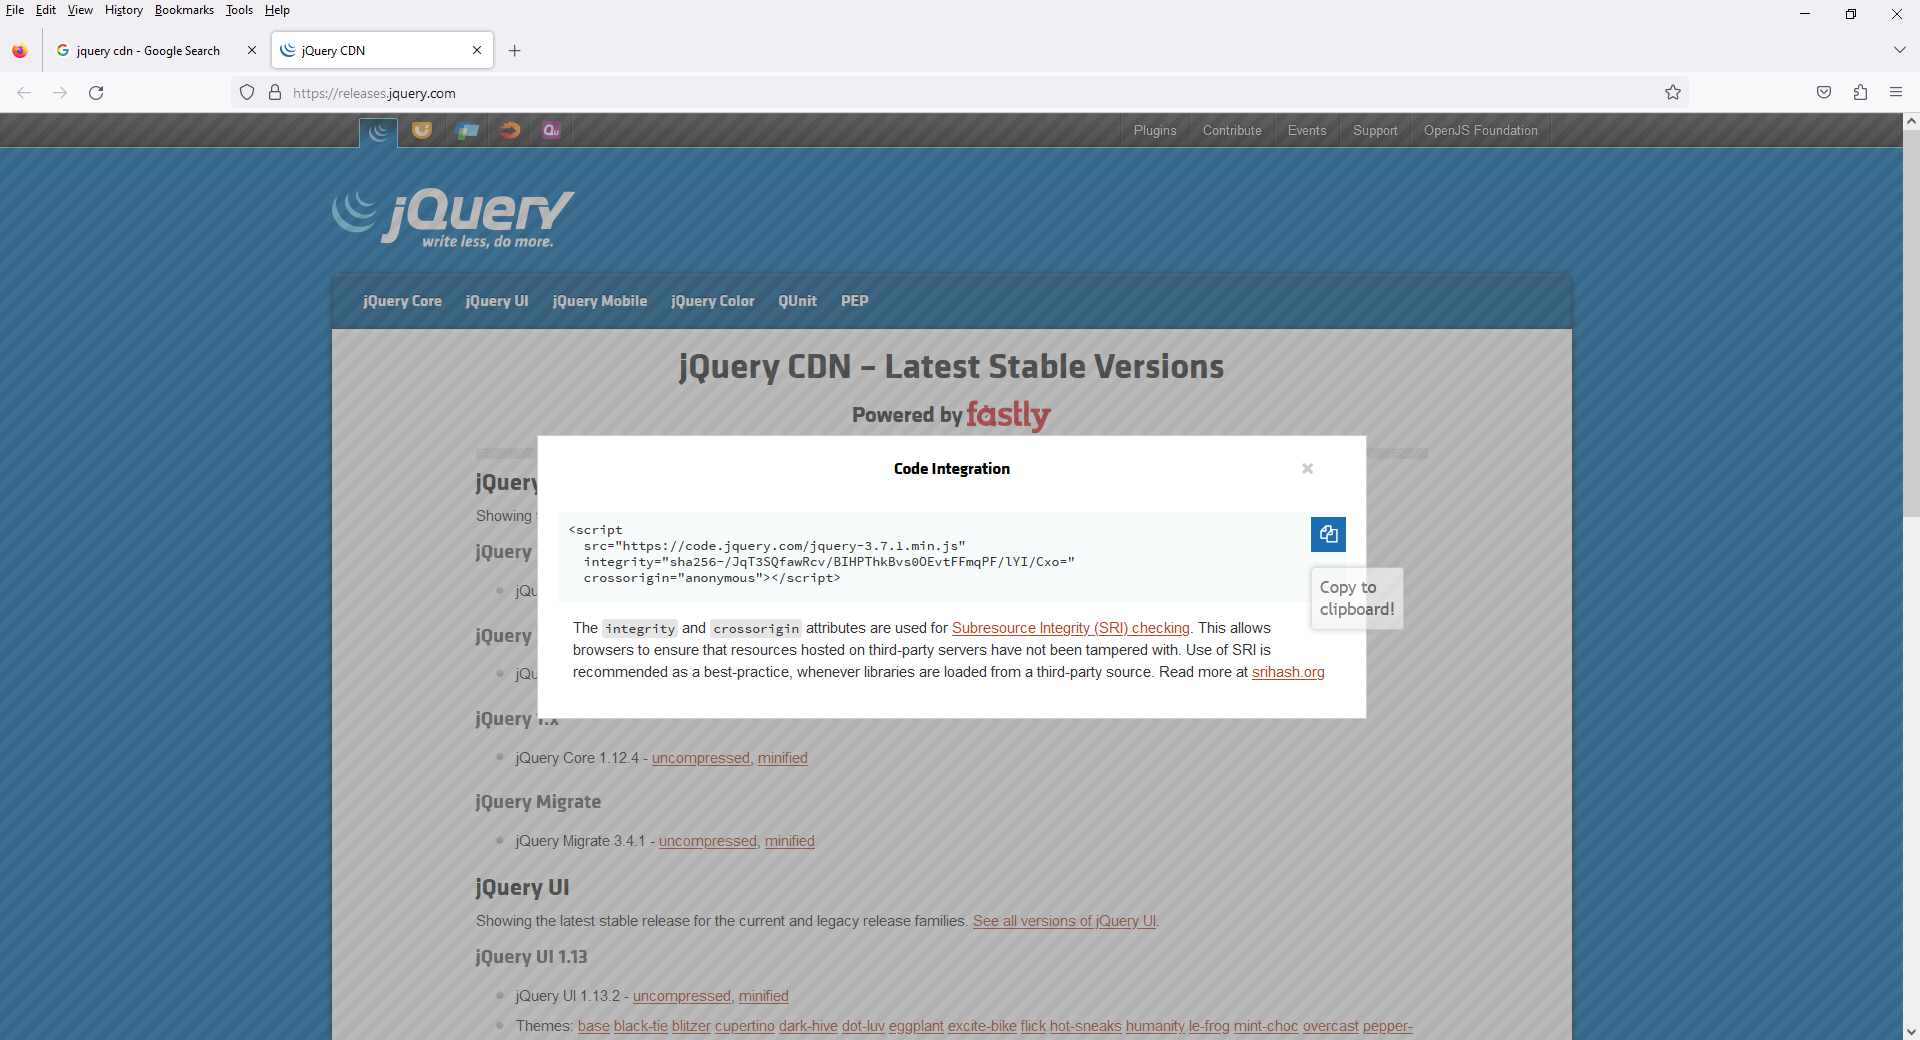 File Edit View History Bookmarks Tools Help
jquery cdn - Google Search
jQuery CDN
https://releases.jquery.com
Qu
Plugins Contribute Events Support OpenJS Foundation
jQuery
write less, do more.
jQuery Core jQuery UI jQuery Mobile jQuery Color QUnit PEP
jQuery CDN – Latest Stable Versions
Powered by fastly
Code Integration
jQuery
Showing
<script
src="https://code.jquery.com/jquery-3.7.1.min.js"
integrity="sha256-/JqT3SQfawRcv/BIHPThkBvs0OEvtFFmqPF/lYI/Cxo="
crossorigin="anonymous"></script>
Copy to
clipboard!
jQuery
jQu
The integrity and crossorigin attributes are used for Subresource Integrity (SRI) checking. This allows
browsers to ensure that resources hosted on third-party servers have not been tampered with. Use of SRI is
recommended as a best-practice, whenever libraries are loaded from a third-party source. Read more at srihash.org
jQuery
jQu
jQuery 1.x
jQuery Core 1.12.4 - uncompressed, minified
jQuery Migrate
jQuery Migrate 3.4.1 - uncompressed, minified
jQuery UI
Showing the latest stable release for the current and legacy release families. See all versions of jQuery UI.
jQuery UI 1.13
jQuery UI 1.13.2 - uncompressed, minified
Themes: base black-tie blitzer cupertino dark-hive dot-luv eggplant excite-bike flick hot-sneaks humanity le-frog mint-choc overcast pepper-